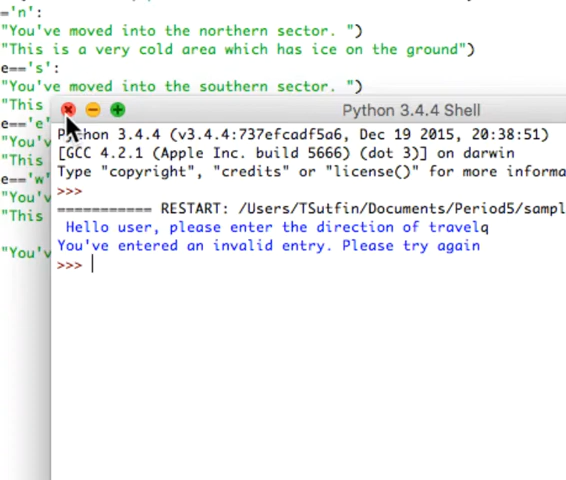 =='n':
"You've moved into the northern sector. ")
"This is a very cold area which has ice on the ground")
e=='s':
"You've moved into the southern sector. ")
"This
Python 3.4.4 Shell
e=='e'
"You'v
"This
e=='w'
"You'v
"This
"You'v
Python 3.4.4 (v3.4.4:737efcadf5a6, Dec 19 2015, 20:38:51)
[GCC 4.2.1 (Apple Inc. build 5666) (dot 3)] on darwin
Type "copyright", "credits" or "license()" for more informa
>>>
=========== RESTART: /Users/TSutfin/Documents/Period5/sampl
Hello user, please enter the direction of travelq
You've entered an invalid entry. Please try again
>>>